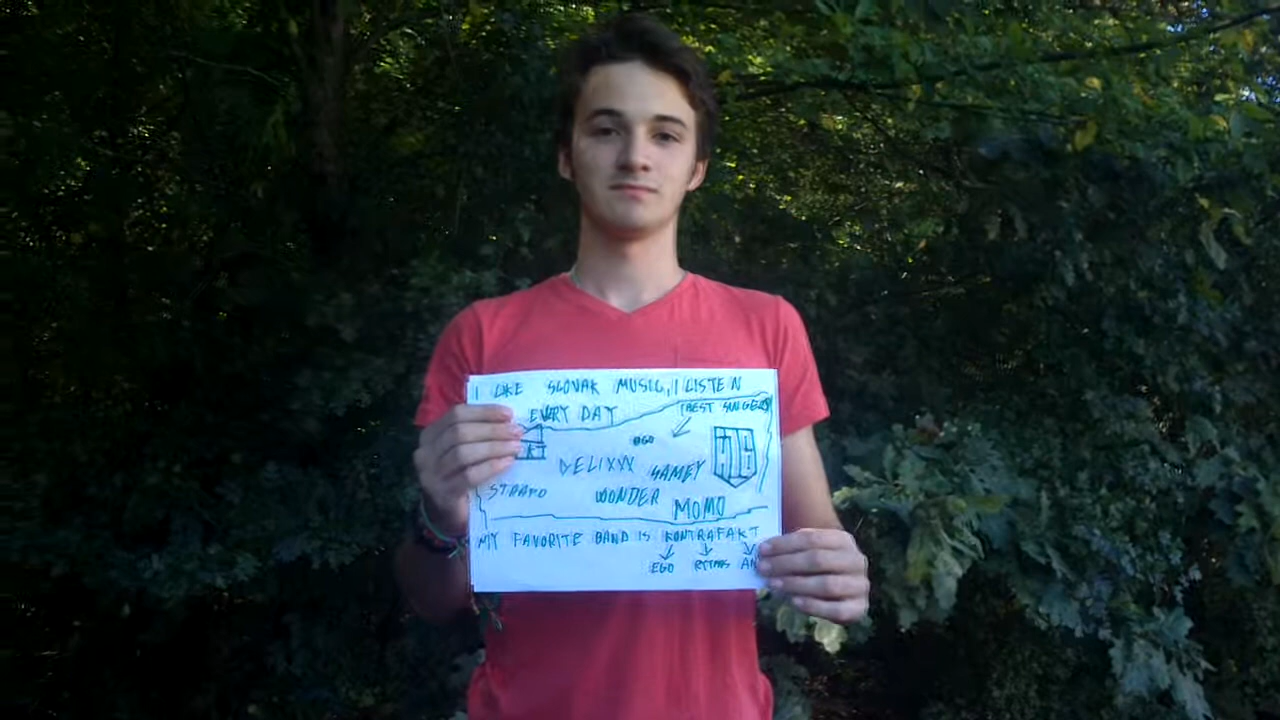 I LIKE SLOVAK MUSIC, I LISTEN
EVERY DAY
BEST SINGERS
EGO
DELIXXX SAMEY
STRAPO WONDER MOMO
MY FAVORITE BAND IS KONTRAFAKT
EGO RYTMUS AN